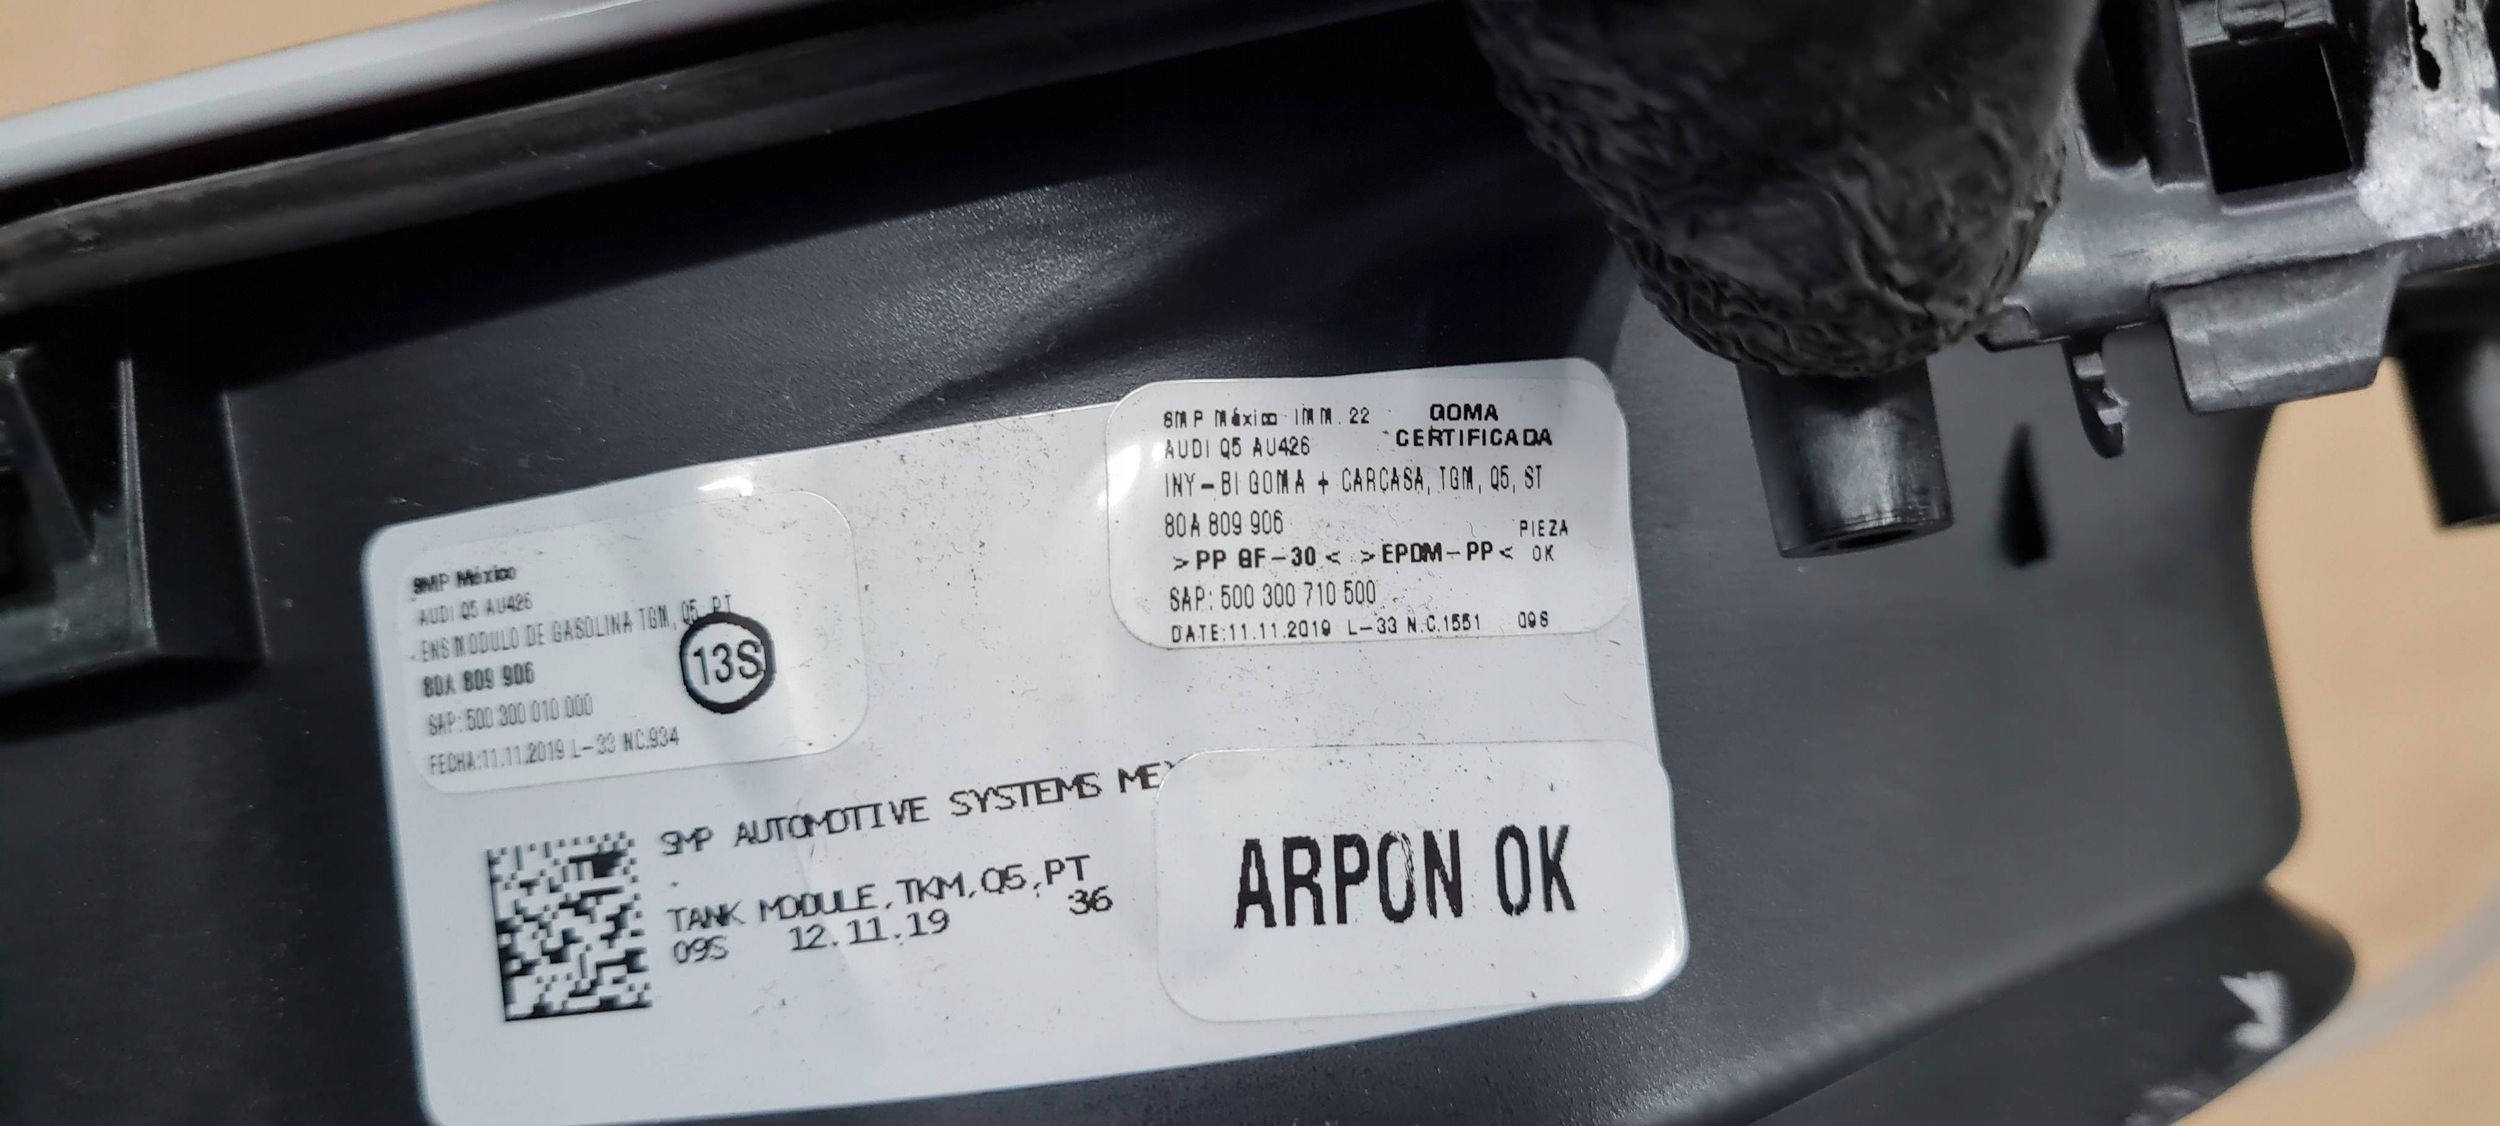 SMP México
AUDI Q5 AU426
ENS MODULO DE GASOLINA TGM, Q5, PT
80A 809 906
13S
SAP: 500 300 010 000
FECHA:11.11.2019 L-33 NC.934
SMP México IMM. 22
GOMA
CERTIFICADA
AUDI Q5 AU426
INY-BI GOMA + CARCASA, TGM, Q5, ST
80A 809 906
PIEZA
OK
>PP GF-30< >EPDM-PP<
SAP: 500 300 710 500
DATE:11.11.2019 L-33 N.C.1551 09S
SMP AUTOMOTIVE SYSTEMS MEX
TANK MODULE,TKM,Q5,PT
09S 12.11.19 36
ARPON OK